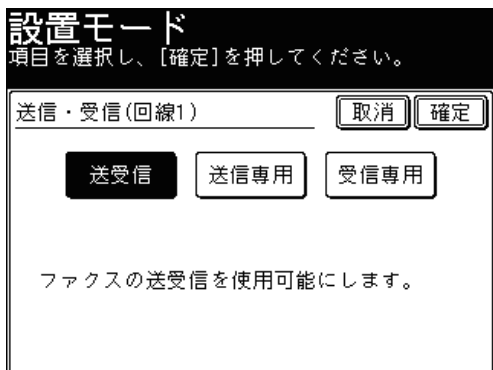 設置モード
項目を選択し、[確定]を押してください。
送信・受信(回線1) 取消 確定
送受信 送信専用 受信専用
ファクスの送受信を使用可能にします。